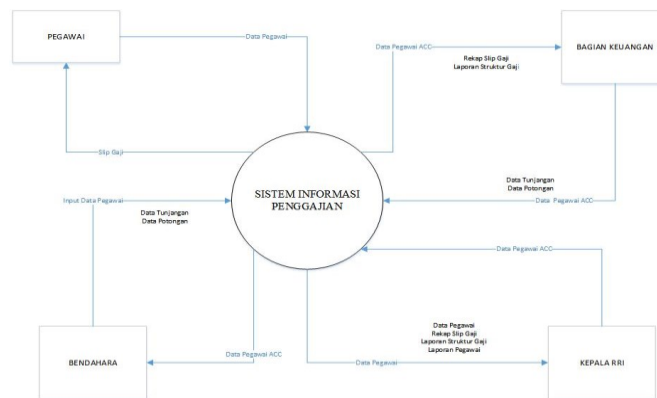 PEGAWAI
Data Pegawai
Data Pegawai ACC
Rekap Slip Gaji
Laporan Struktur Gaji
BAGIAN KEUANGAN
Slip Gaji
SISTEM INFORMASI
PENGGAJIAN
Data Tunjangan
Data Potongan
Data Pegawai ACC
Input Data Pegawai
Data Tunjangan
Data Potongan
Data Pegawai ACC
BENDAHARA
Data Pegawai ACC
Data Pegawai
Rekap Slip Gaji
Laporan Struktur Gaji
Laporan Pegawai
Data Pegawai
KEPALA RRI